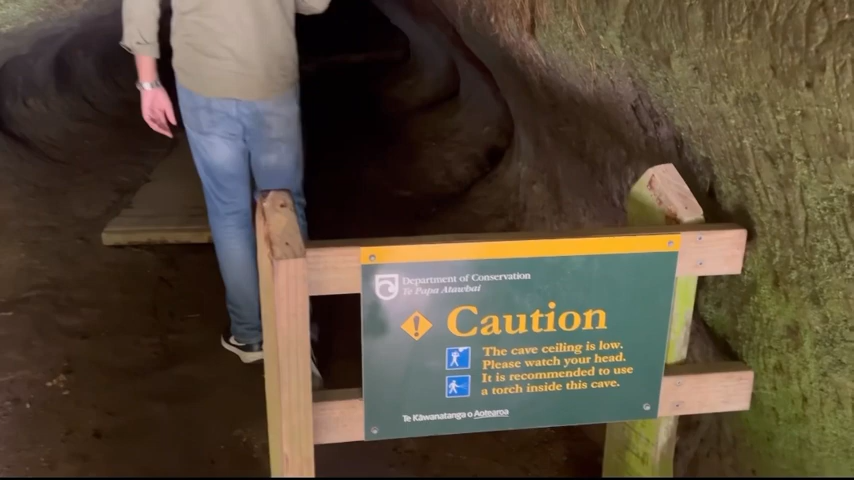 Department of Conservation
Te Papa Atawhai
Caution
The cave ceiling is low.
Please watch your head.
It is recommended to use
a torch inside this cave.
Te Kāwanatanga o Aotearoa